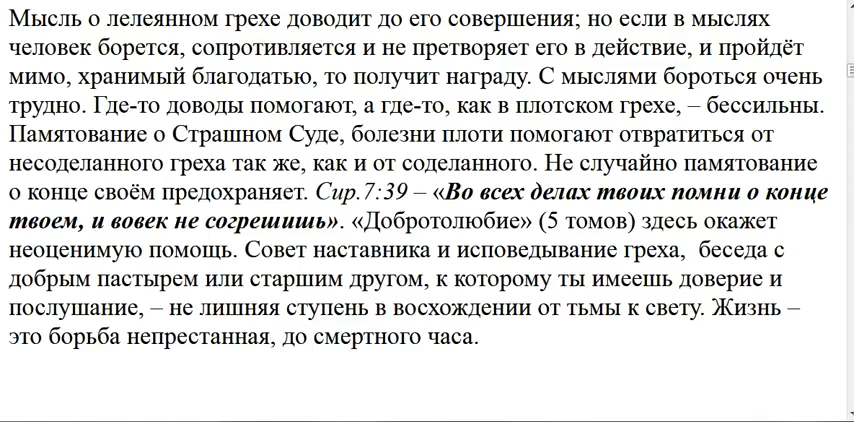 Мысль о лелеянном грехе доводит до его совершения; но если в мыслях
человек борется, сопротивляется и не претворяет его в действие, и пройдёт
мимо, хранимый благодатью, то получит награду. С мыслями бороться очень
трудно. Где-то доводы помогают, а где-то, как в плотском грехе, – бессильны.
Памятование о Страшном Суде, болезни плоти помогают отвратиться от
несоделанного греха так же, как и от соделанного. Не случайно памятование
о конце своём предохраняет. Сир.7:39 – «Во всех делах твоих помни о конце
твоем, и вовек не согрешишь». «Добротолюбие» (5 томов) здесь окажет
неоценимую помощь. Совет наставника и исповедывание греха,  беседа с
добрым пастырем или старшим другом, к которому ты имеешь доверие и
послушание, – не лишняя ступень в восхождении от тьмы к свету. Жизнь –
это борьба непрестанная, до смертного часа.